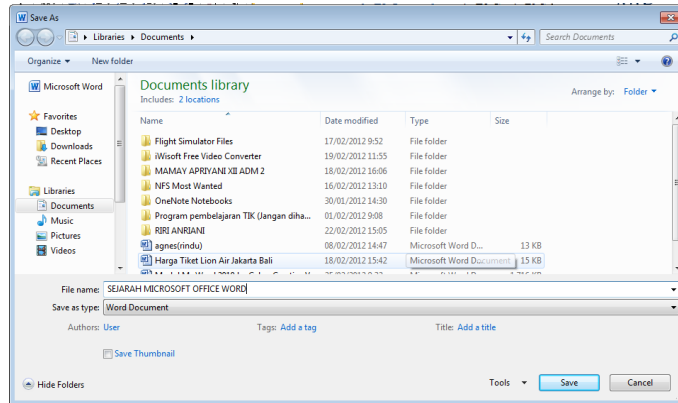 Save As
Libraries Documents Search Documents
Organize New folder
Microsoft Word
Favorites
Desktop
Downloads
Recent Places
Libraries
Documents
Music
Pictures
Videos
Documents library
Includes: 2 locations
Arrange by: Folder
Name Date modified Type Size
Flight Simulator Files 17/02/2012 9:52 File folder
iWisoft Free Video Converter 19/02/2012 11:55 File folder
MAMAY APRIYANI XII ADM 2 18/02/2012 16:06 File folder
NFS Most Wanted 16/02/2012 13:10 File folder
OneNote Notebooks 30/01/2012 14:30 File folder
Program pembelajaran TIK (Jangan diha... 01/02/2012 9:08 File folder
RIRI ANRIANI 22/02/2012 15:05 File folder
agnes(rindu) 08/02/2012 14:47 Microsoft Word D... 13 KB
Harga Tiket Lion Air Jakarta Bali 18/02/2012 15:42 Microsoft Word Document 15 KB
File name: SEJARAH MICROSOFT OFFICE WORD
Save as type: Word Document
Authors: User Tags: Add a tag Title: Add a title
Save Thumbnail
Hide Folders Tools Save Cancel